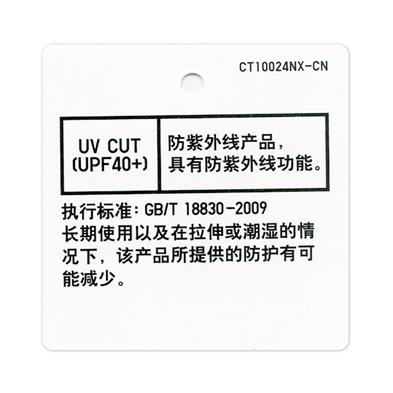 CT10024NX-CN
UV CUT
(UPF40+)
防紫外线产品，
具有防紫外线功能。
执行标准: GB/T 18830-2009
长期使用以及在拉伸或潮湿的情
况下，该产品所提供的防护有可
能减少。